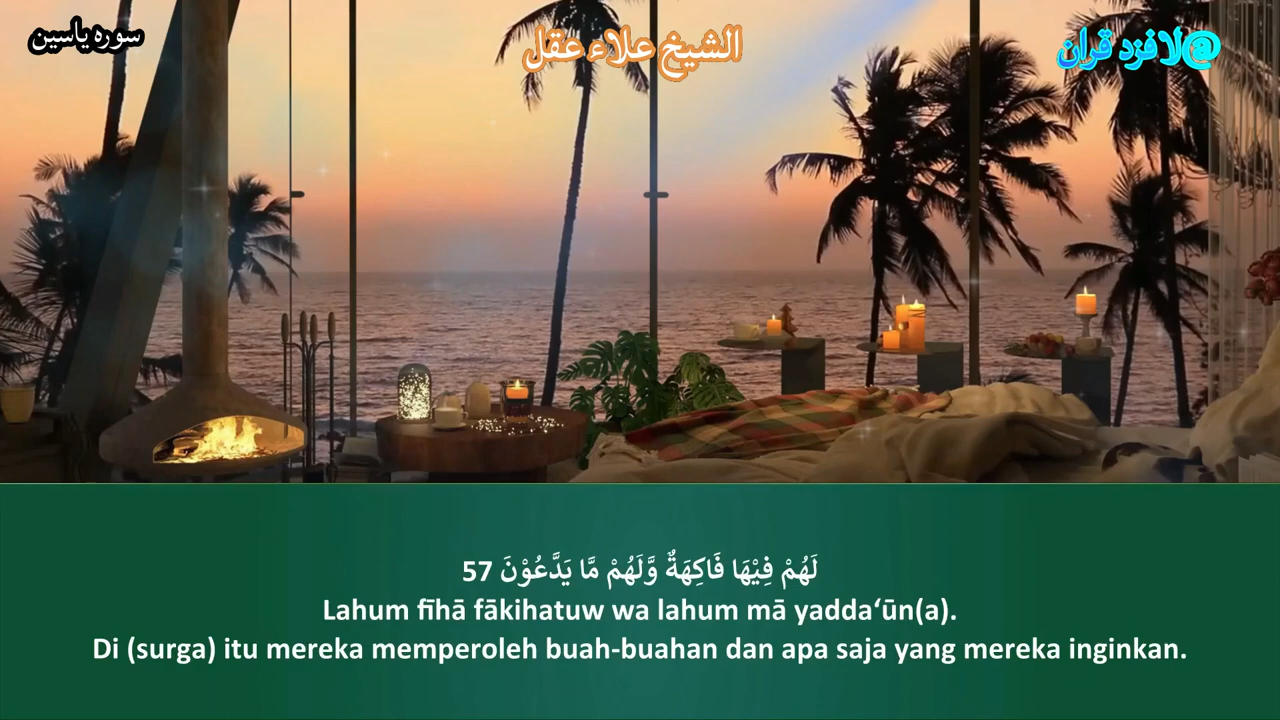 سوره ياسين
الشيخ علاء عقل
@لافزد قران
لَهُمْ فِيْهَا فَاكِهَةٌ وَّلَهُمْ مَّا يَدَّعُوْنَ 57
Lahum fīhā fākihatuw wa lahum mā yadda‘ūn(a).
Di (surga) itu mereka memperoleh buah-buahan dan apa saja yang mereka inginkan.